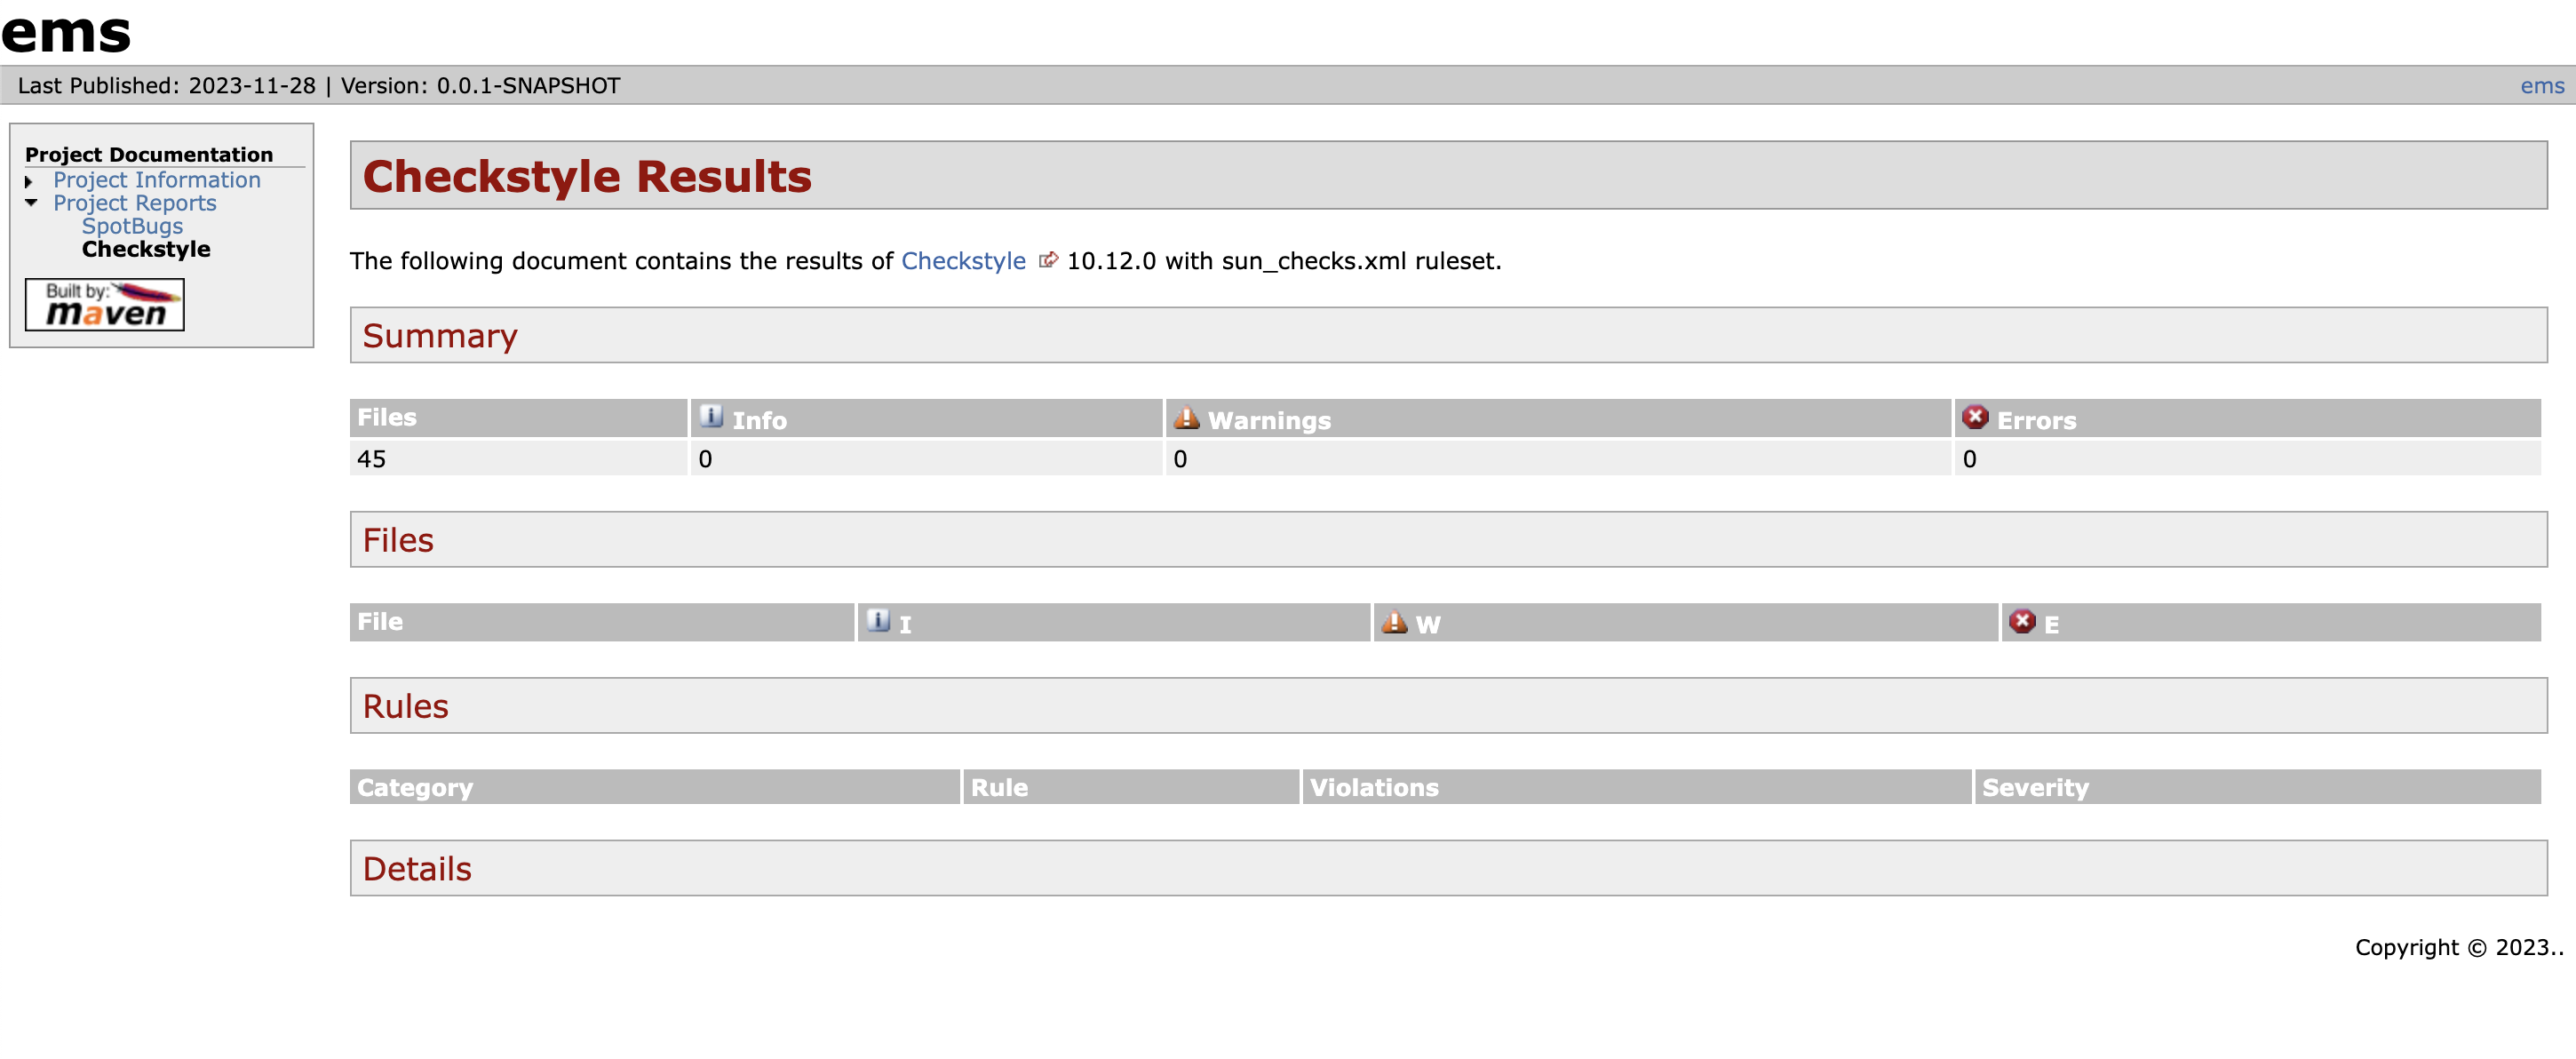 ems
Last Published: 2023-11-28 | Version: 0.0.1-SNAPSHOT
ems
Project Documentation
Project Information
Project Reports
SpotBugs
Checkstyle
Built by:
maven
Checkstyle Results
The following document contains the results of Checkstyle 10.12.0 with sun_checks.xml ruleset.
Summary
Files Info Warnings Errors
45 0 0 0
Files
File I W E
Rules
Category Rule Violations Severity
Details
Copyright © 2023..